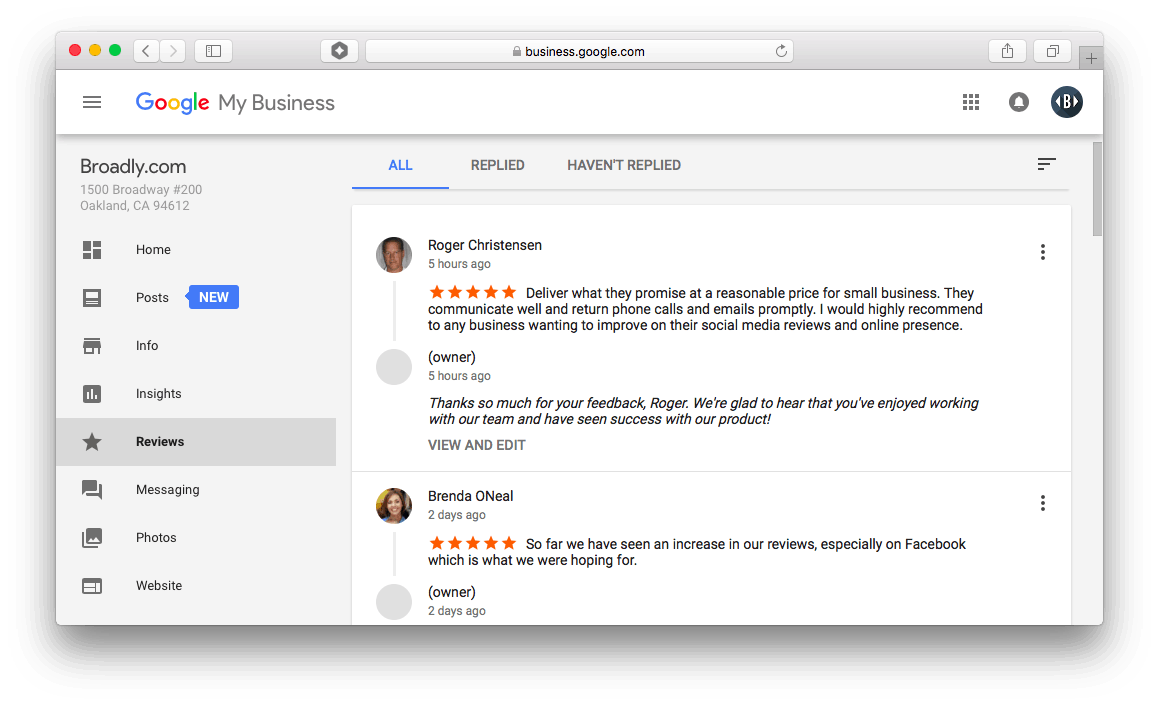 business.google.com
Google My Business
B
Broadly.com
1500 Broadway #200
Oakland, CA 94612
Home
Posts NEW
Info
Insights
Reviews
Messaging
Photos
Website
ALL REPLIED HAVEN'T REPLIED
Roger Christensen
5 hours ago
Deliver what they promise at a reasonable price for small business. They
communicate well and return phone calls and emails promptly. I would highly recommend
to any business wanting to improve on their social media reviews and online presence.
(owner)
5 hours ago
Thanks so much for your feedback, Roger. We're glad to hear that you've enjoyed working
with our team and have seen success with our product!
VIEW AND EDIT
Brenda ONeal
2 days ago
So far we have seen an increase in our reviews, especially on Facebook
which is what we were hoping for.
(owner)
2 days ago